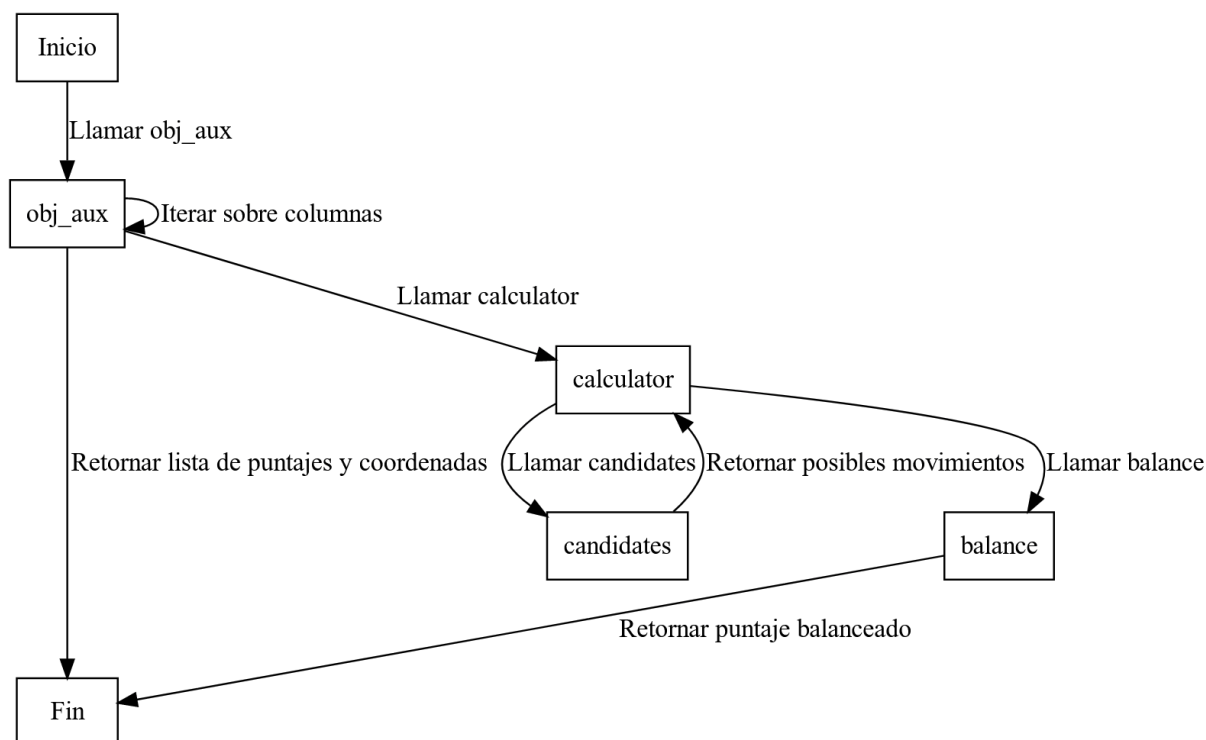 Inicio
Llamar obj_aux
obj_aux
Iterar sobre columnas
Llamar calculator
calculator
Retornar lista de puntajes y coordenadas
Llamar candidates
Retornar posibles movimientos
Llamar balance
candidates
balance
Retornar puntaje balanceado
Fin